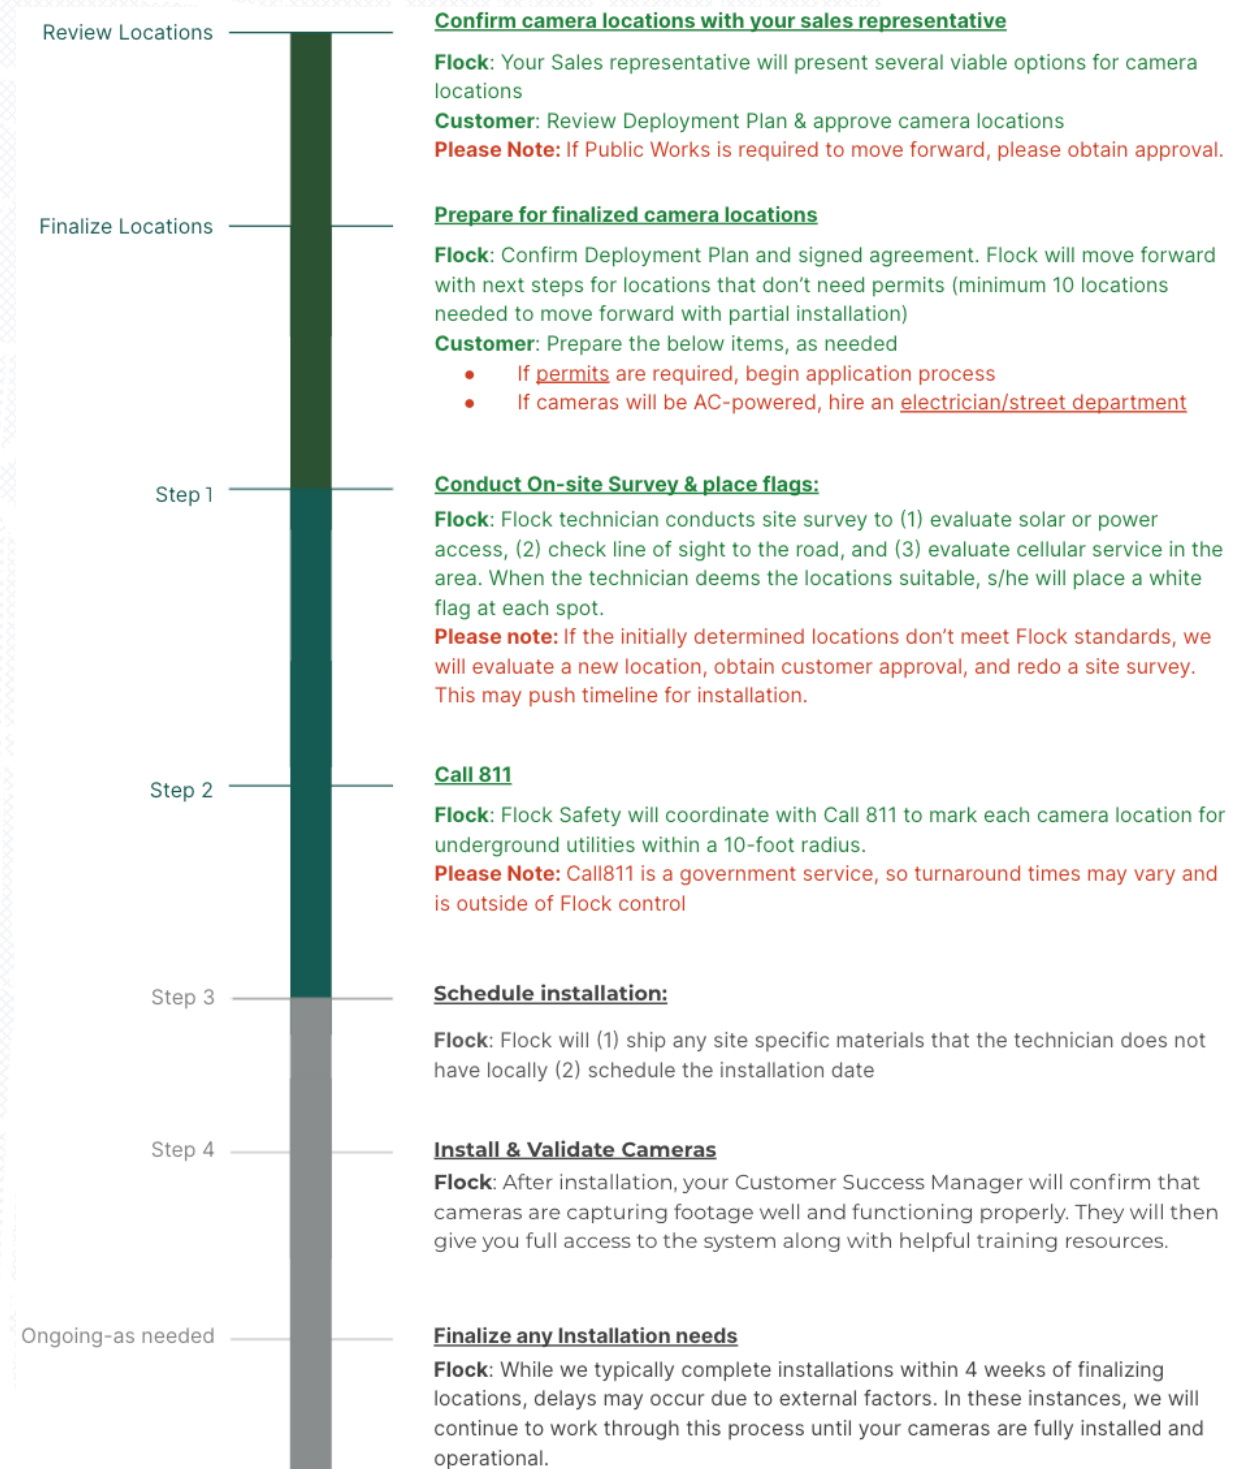 Review Locations
Confirm camera locations with your sales representative
Flock: Your Sales representative will present several viable options for camera
locations
Customer: Review Deployment Plan & approve camera locations
Please Note: If Public Works is required to move forward, please obtain approval.
Finalize Locations
Prepare for finalized camera locations
Flock: Confirm Deployment Plan and signed agreement. Flock will move forward
with next steps for locations that don’t need permits (minimum 10 locations
needed to move forward with partial installation)
Customer: Prepare the below items, as needed
● If permits are required, begin application process
● If cameras will be AC-powered, hire an electrician/street department
Step 1
Conduct On-site Survey & place flags:
Flock: Flock technician conducts site survey to (1) evaluate solar or power
access, (2) check line of sight to the road, and (3) evaluate cellular service in the
area. When the technician deems the locations suitable, s/he will place a white
flag at each spot.
Please note: If the initially determined locations don’t meet Flock standards, we
will evaluate a new location, obtain customer approval, and redo a site survey.
This may push timeline for installation.
Step 2
Call 811
Flock: Flock Safety will coordinate with Call 811 to mark each camera location for
underground utilities within a 10-foot radius.
Please Note: Call811 is a government service, so turnaround times may vary and
is outside of Flock control
Step 3
Schedule installation:
Flock: Flock will (1) ship any site specific materials that the technician does not
have locally (2) schedule the installation date
Step 4
Install & Validate Cameras
Flock: After installation, your Customer Success Manager will confirm that
cameras are capturing footage well and functioning properly. They will then
give you full access to the system along with helpful training resources.
Ongoing-as needed
Finalize any Installation needs
Flock: While we typically complete installations within 4 weeks of finalizing
locations, delays may occur due to external factors. In these instances, we will
continue to work through this process until your cameras are fully installed and
operational.